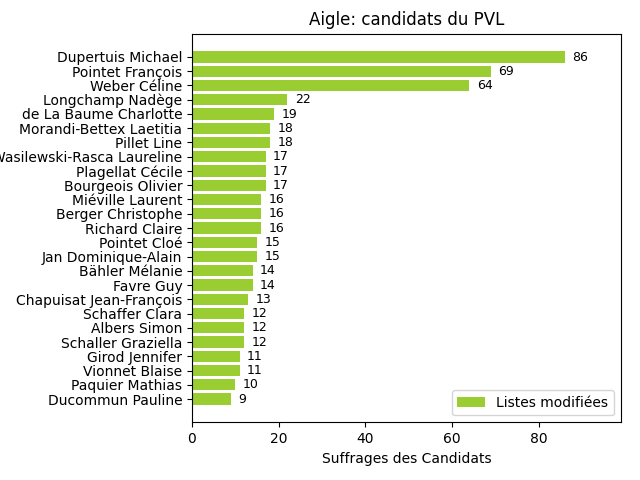 Aigle: candidats du PVL
Dupertuis Michael 86
Pointet François 69
Weber Céline 64
Longchamp Nadège 22
de La Baume Charlotte 19
Morandi-Bettex Laetitia 18
Pillet Line 18
Wasilewski-Rasca Laureline 17
Plagellat Cécile 17
Bourgeois Olivier 17
Miéville Laurent 16
Berger Christophe 16
Richard Claire 16
Pointet Cloé 15
Jan Dominique-Alain 15
Bähler Mélanie 14
Favre Guy 14
Chapuisat Jean-François 13
Schaffer Clara 12
Albers Simon 12
Schaller Graziella 12
Girod Jennifer 11
Vionnet Blaise 11
Paquier Mathias 10
Ducommun Pauline 9
Listes modifiées
0 20 40 60 80
Suffrages des Candidats